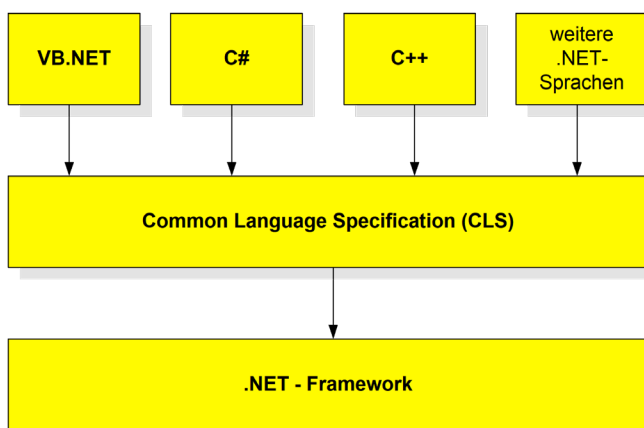 VB.NET
C#
C++
weitere
.NET-
Sprachen
Common Language Specification (CLS)
.NET - Framework